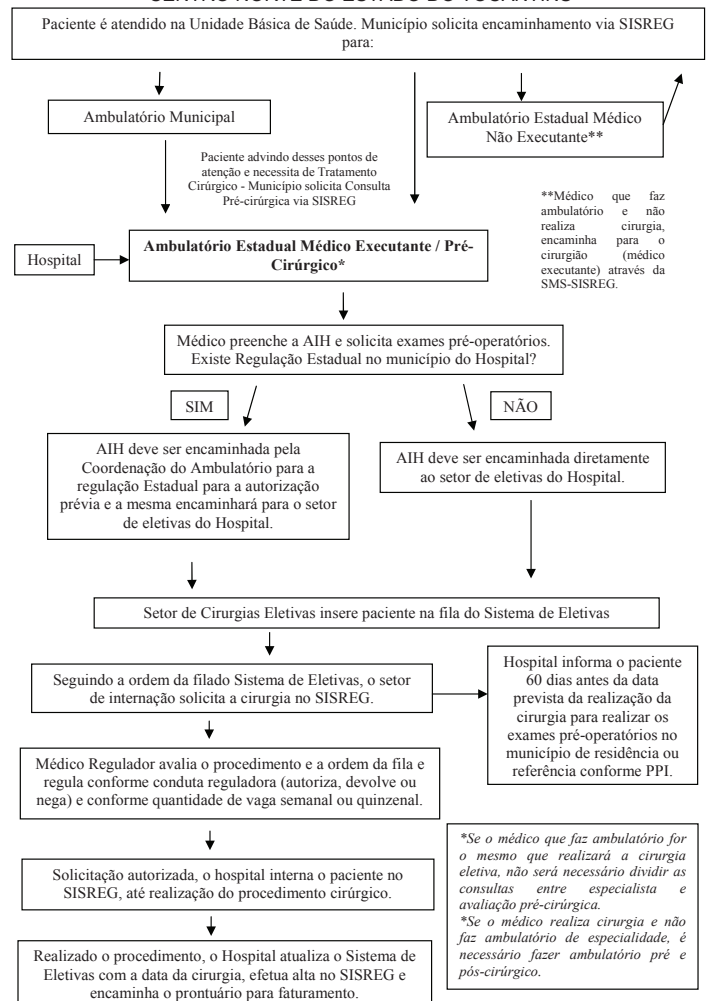 CENTRO NORTE DO ESTADO DO TOCANTINS
Paciente é atendido na Unidade Básica de Saúde. Município solicita encaminhamento via SISREG
para:
Ambulatório Municipal
Ambulatório Estadual Médico
Não Executante**
Paciente advindo desses pontos de
atenção e necessita de Tratamento
Cirúrgico - Município solicita Consulta
Pré-cirúrgica via SISREG
**Médico que faz
ambulatório e não
realiza cirurgia,
encaminha para o
cirurgião (médico
executante) através da
SMS-SISREG.
Hospital
Ambulatório Estadual Médico Executante / Pré-
Cirúrgico*
Médico preenche a AIH e solicita exames pré-operatórios.
Existe Regulação Estadual no município do Hospital?
SIM
NÃO
AIH deve ser encaminhada pela
Coordenação do Ambulatório para a
regulação Estadual para a autorização
prévia e a mesma encaminhará para o setor
de eletivas do Hospital.
AIH deve ser encaminhada diretamente
ao setor de eletivas do Hospital.
Setor de Cirurgias Eletivas insere paciente na fila do Sistema de Eletivas
Seguindo a ordem da filado Sistema de Eletivas, o setor
de internação solicita a cirurgia no SISREG.
Hospital informa o paciente
60 dias antes da data
prevista da realização da
cirurgia para realizar os
exames pré-operatórios no
município de residência ou
referência conforme PPI.
Médico Regulador avalia o procedimento e a ordem da fila e
regula conforme conduta reguladora (autoriza, devolve ou
nega) e conforme quantidade de vaga semanal ou quinzenal.
Solicitação autorizada, o hospital interna o paciente no
SISREG, até realização do procedimento cirúrgico.
*Se o médico que faz ambulatório for
o mesmo que realizará a cirurgia
eletiva, não será necessário dividir as
consultas entre especialista e
avaliação pré-cirúrgica.
*Se o médico realiza cirurgia e não
faz ambulatório de especialidade, é
necessário fazer ambulatório pré e
pós-cirúrgico.
Realizado o procedimento, o Hospital atualiza o Sistema de
Eletivas com a data da cirurgia, efetua alta no SISREG e
encaminha o prontuário para faturamento.